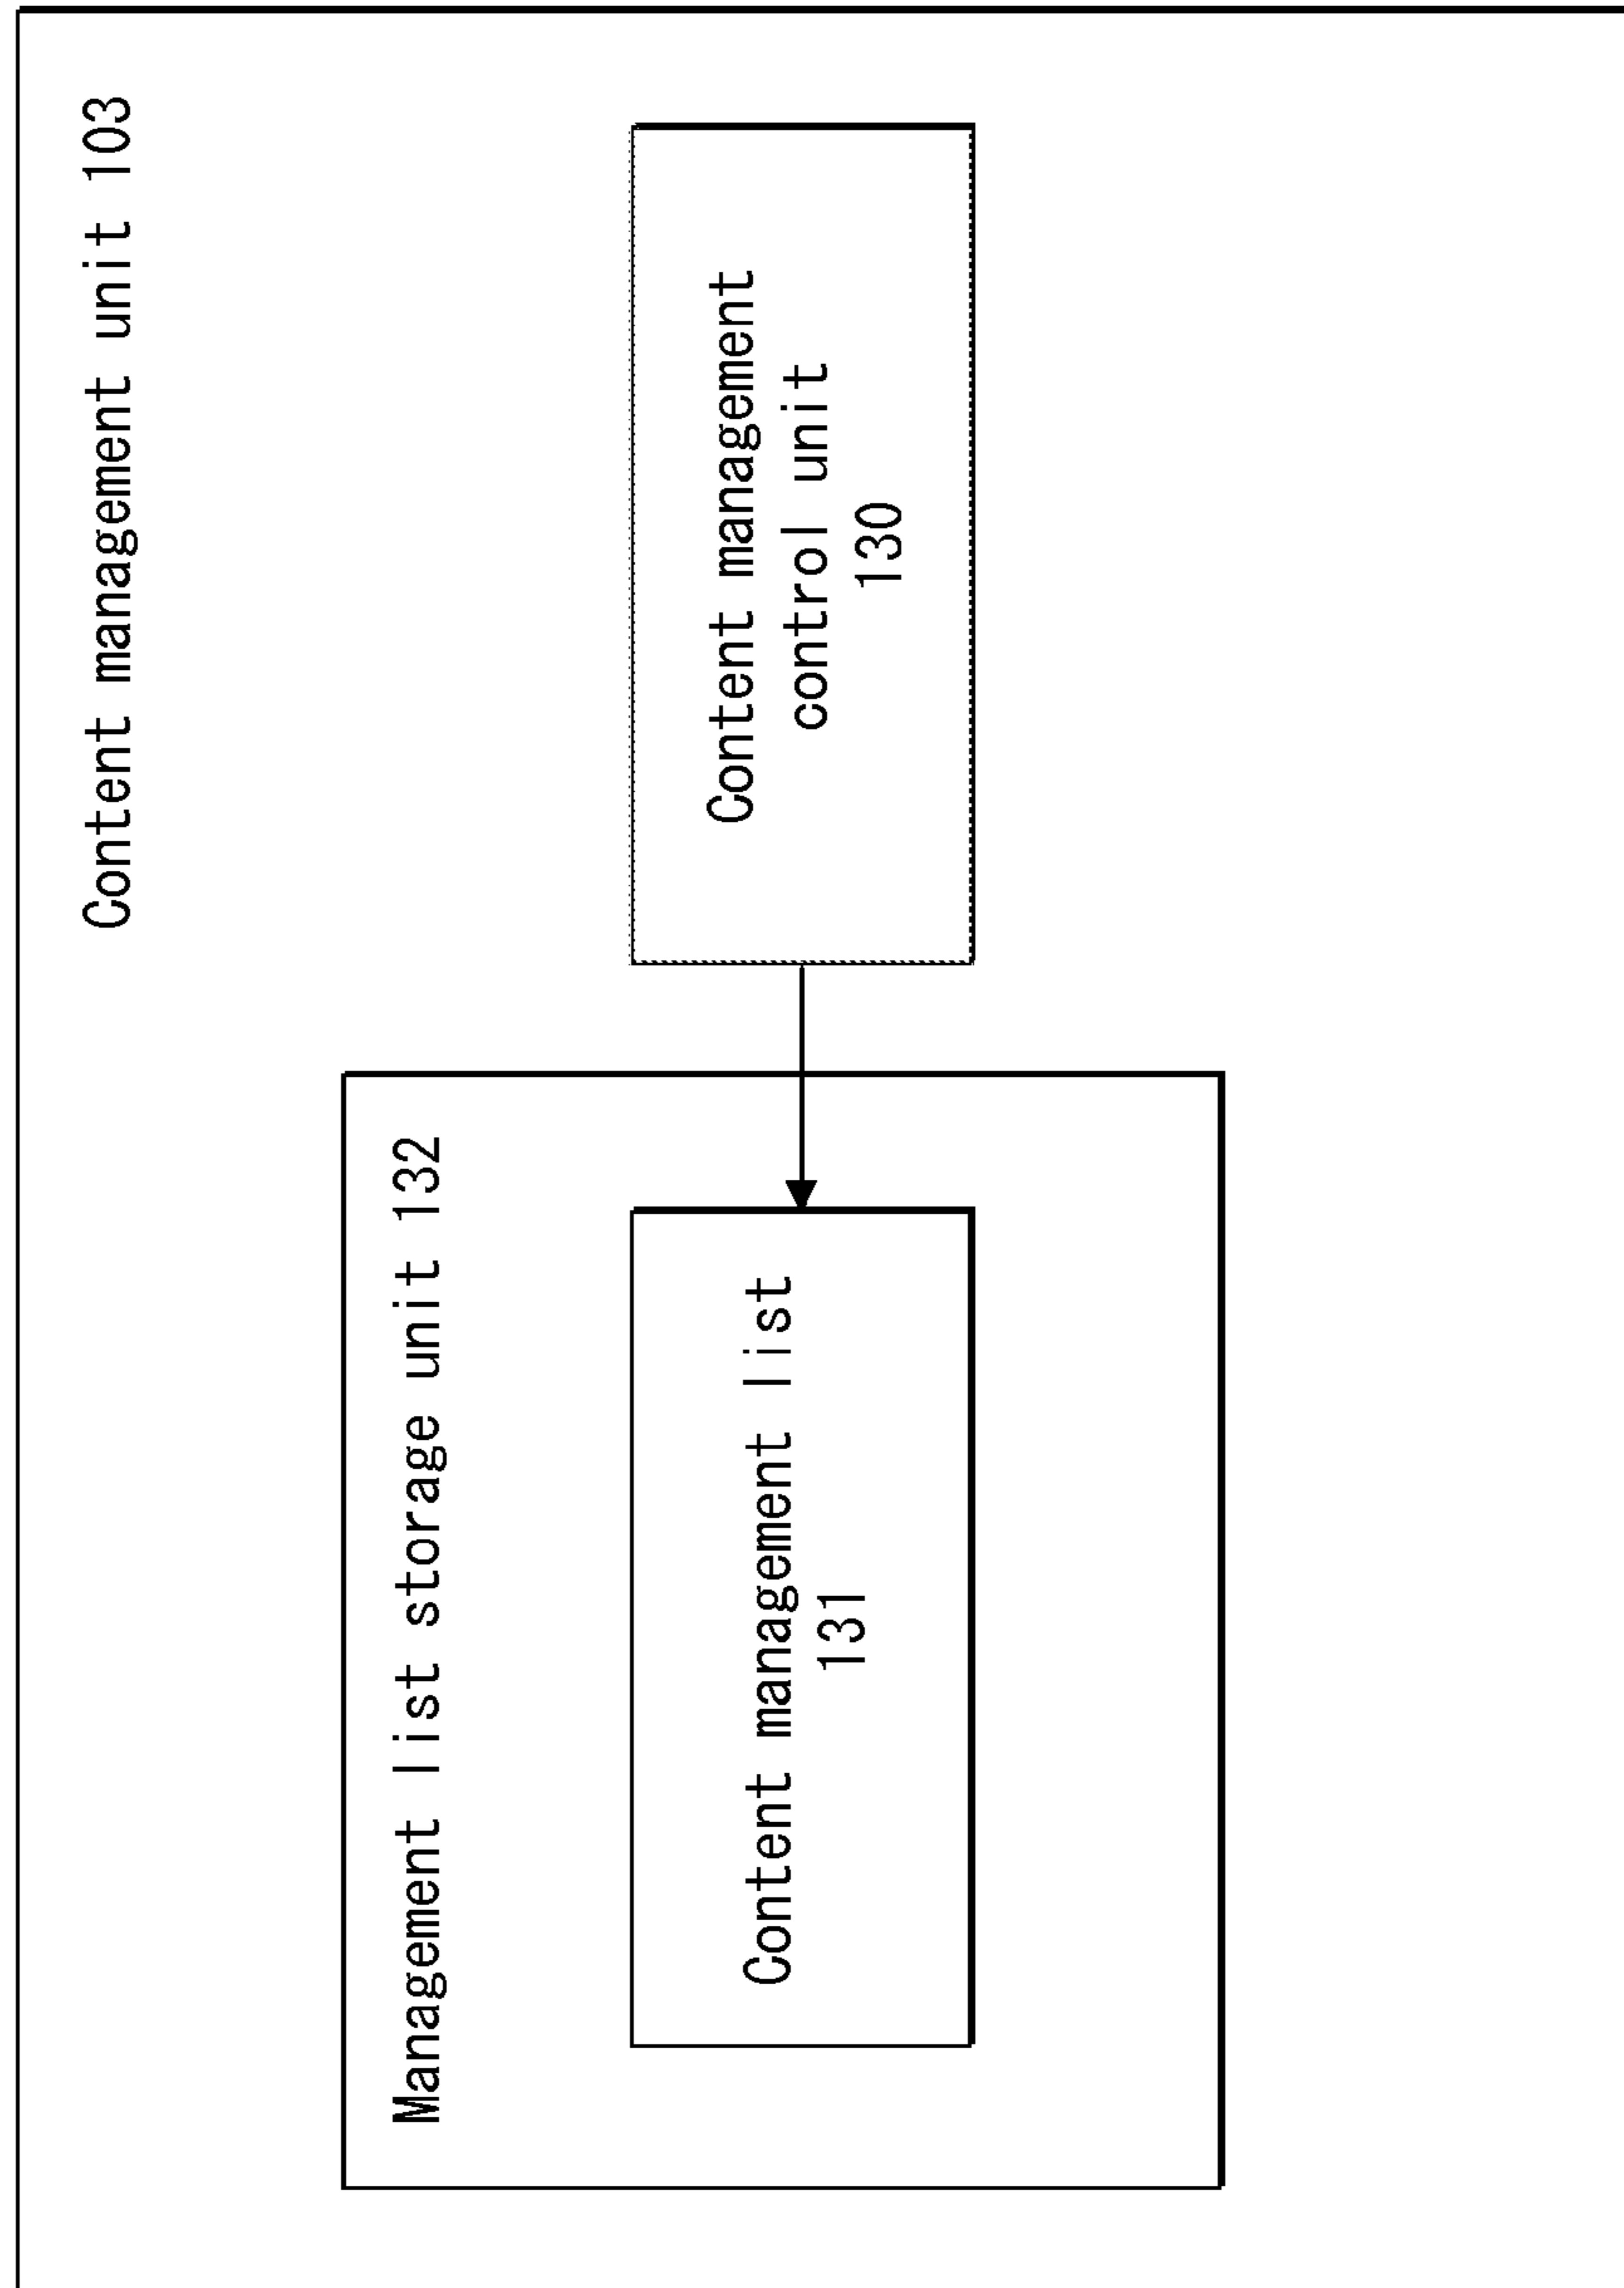 Content management unit 103
Management list storage unit 132
Content management list
131
Content management
control unit
130